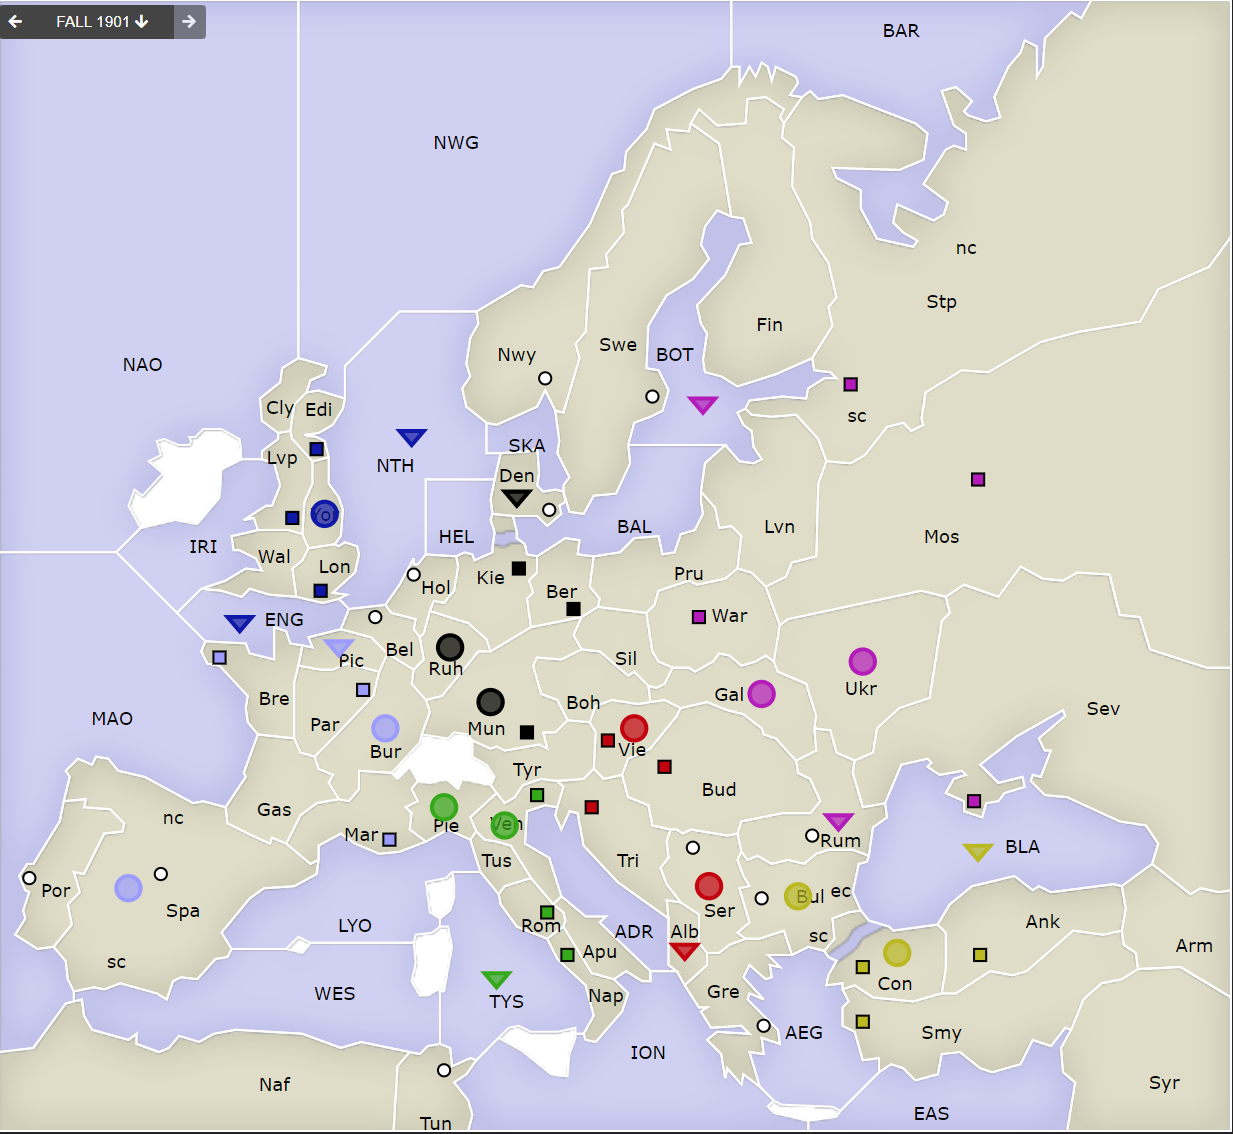 FALL 1901
BAR
NWG
nc
Stp
Fin
Swe
Nwy
BOT
NAO
Cly
Edi
sc
SKA
Lvp
NTH
Den
Yor
BAL
Lvn
Mos
HEL
IRI
Wal
Lon
Kie
Pru
Hol
Ber
War
ENG
Bel
Pic
Sil
Ruh
Gal
Ukr
Bre
Boh
MAO
Par
Mun
Sev
Bur
Vie
Tyr
Bud
nc
Gas
Pie
Ven
Mar
Rum
BLA
Tus
Tri
Por
Bul
ec
Spa
Ser
Rom
LYO
ADR
Alb
sc
Ank
Apu
Arm
sc
Con
WES
TYS
Nap
Gre
AEG
Smy
ION
Naf
Syr
EAS
Tun